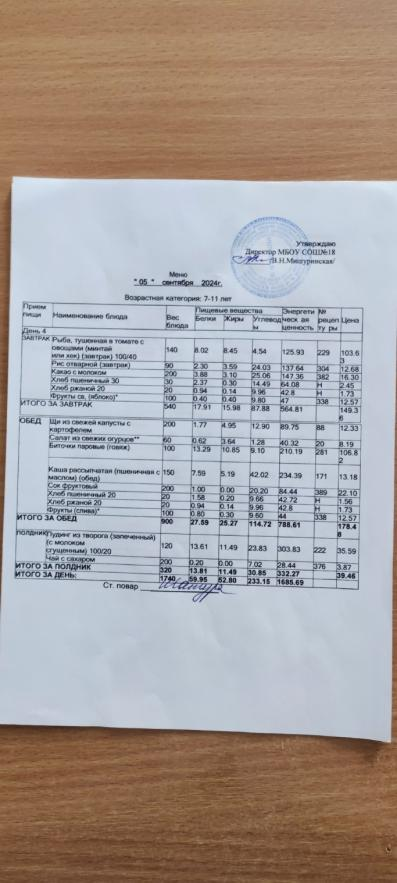 Утверждаю
Директор МБОУ СОШ№18
/В.Н.Мишуринская/
Меню
" 05 " сентября 2024г.
Возрастная категория: 7-11 лет
Прием пищи Наименование блюда Вес блюда Пищевые вещества Энергетическ ая ценность № рецепту ры Цена
Белки Жиры Углевод м
День 4
ЗАВТРАК Рыба, тушенная в томате с овощами (минтай или хек) (завтрак) 100/40 140 8.02 8.45 4.54 125.93 229 103.63
Рис отварной (завтрак) 90 2.30 3.59 24.03 137.64 304 12.68
Какао с молоком 200 3.88 3.10 25.06 147.36 382 16.30
Хлеб пшеничный 30 30 2.37 0.30 14.49 64.08 Н 2.45
Хлеб ржаной 20 20 0.94 0.14 9.96 42.8 Н 1.73
Фрукты св. (яблоко)* 100 0.40 0.40 9.80 47 338 12.57
ИТОГО ЗА ЗАВТРАК 540 17.91 15.98 87.88 564.81 149.36
ОБЕД Щи из свежей капусты с картофелем 200 1.77 4.95 12.90 89.75 88 12.33
Салат из свежих огурцов** 60 0.62 3.64 1.28 40.32 20 8.19
Биточки паровые (говяж) 100 13.29 10.85 9.10 210.19 281 106.82
Каша рассыпчатая (пшеничная с маслом) (обед) 150 7.59 5.19 42.02 234.39 171 13.18
Сок фруктовый 200 1.00 0.00 20.20 84.44 389 22.10
Хлеб пшеничный 20 20 1.58 0.20 9.66 42.72 Н 1.56
Хлеб ржаной 20 20 0.94 0.14 9.96 42.8 Н 1.73
Фрукты (слива)* 100 0.80 0.30 9.60 44 338 12.57
ИТОГО ЗА ОБЕД 900 27.59 25.27 114.72 788.61 178.48
ПОЛДНИК Пудинг из творога (запеченный) (с молоком сгущенным) 100/20 120 13.61 11.49 23.83 303.83 222 35.59
Чай с сахаром 200 0.20 0.00 7.02 28.44 376 3.87
ИТОГО ЗА ПОЛДНИК 320 13.81 11.49 30.85 332.27 39.46
ИТОГО ЗА ДЕНЬ: 1740 59.95 52.80 233.15 1685.69
Ст. повар